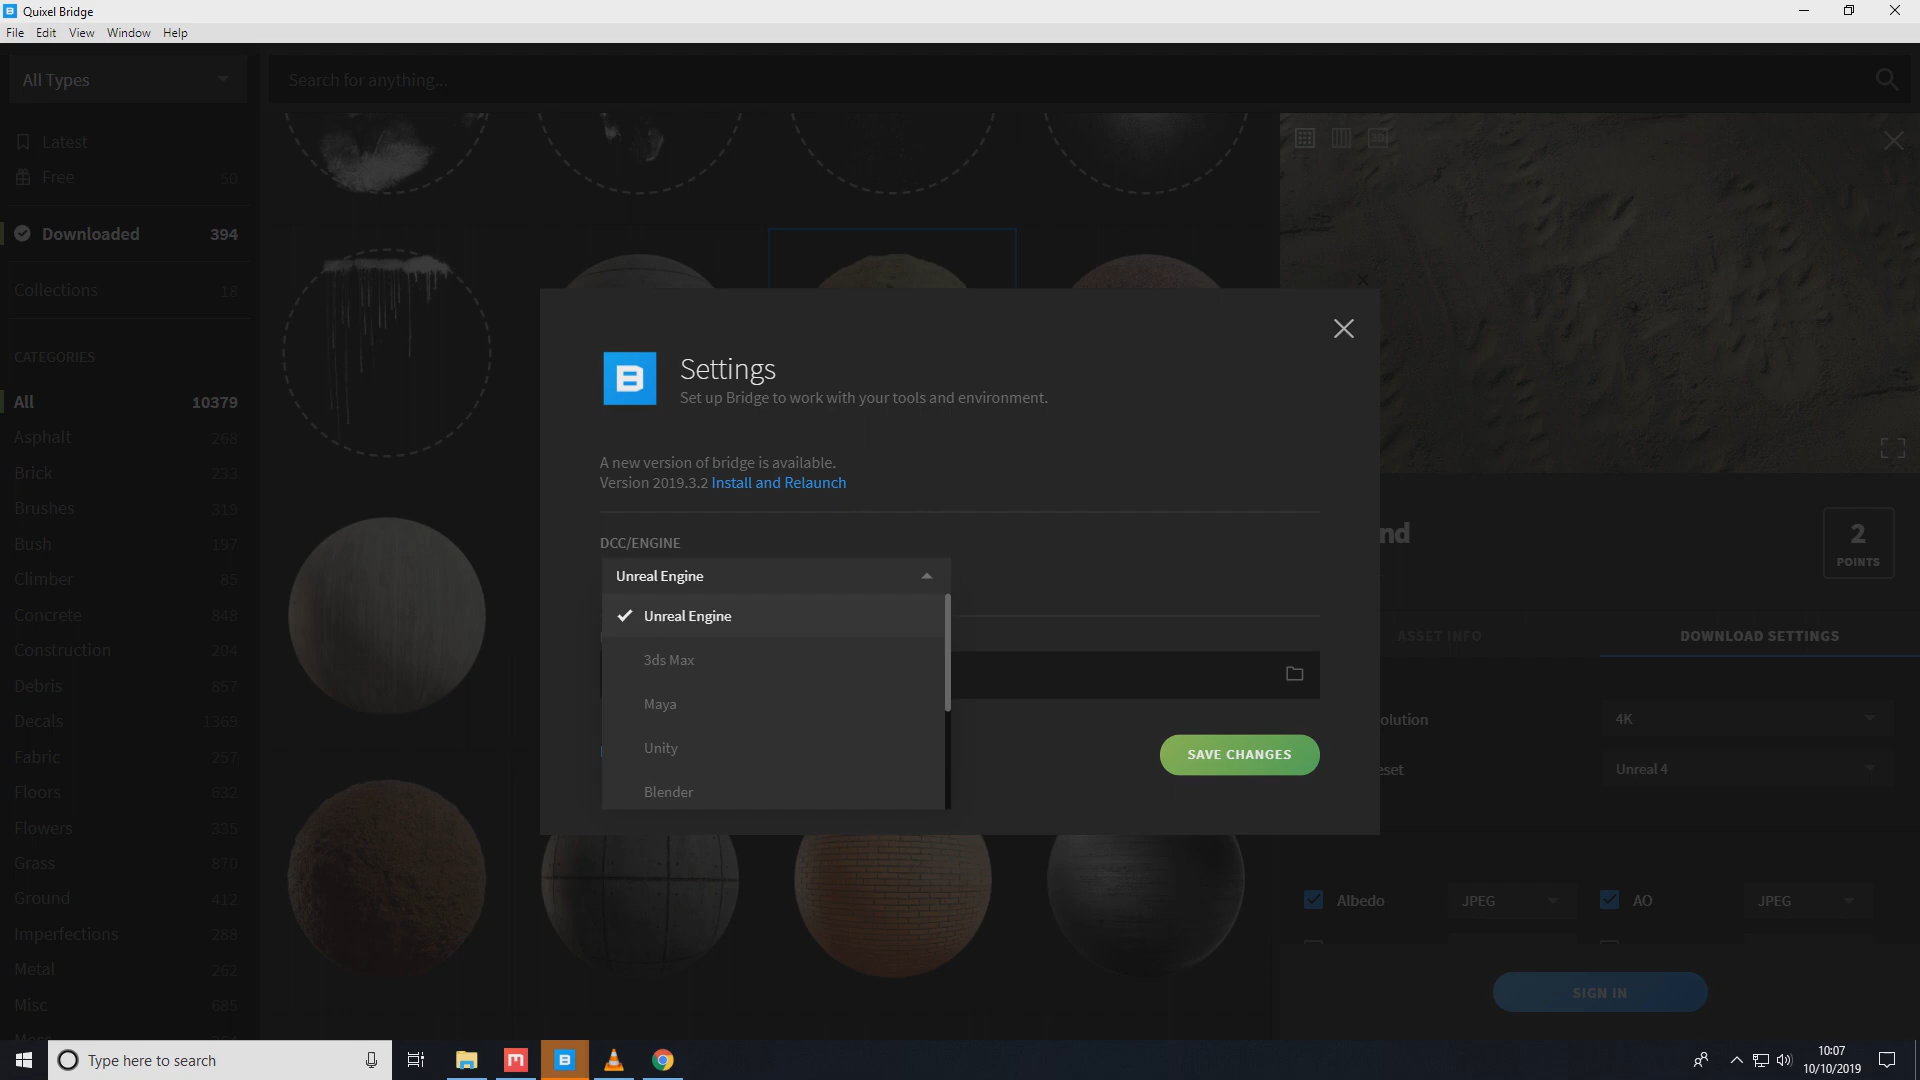 Quixel Bridge
File Edit View Window Help
All Types
Search for anything...
Latest
Free 50
Downloaded 394
Collections 18
CATEGORIES
All 10379
Asphalt 268
Brick 233
Brushes 319
Bush 197
Climber 85
Concrete 848
Construction 204
Debris 857
Decals 1369
Fabric 257
Floors 632
Flowers 335
Grass 870
Ground 412
Imperfections 288
Metal 262
Misc 685
3D
Settings
Set up Bridge to work with your tools and environment.
A new version of bridge is available.
Version 2019.3.2 Install and Relaunch
DCC/ENGINE
Unreal Engine
Unreal Engine
3ds Max
Maya
Unity
Blender
SAVE CHANGES
nd
2
POINTS
ASSET INFO DOWNLOAD SETTINGS
olution 4K
eset Unreal 4
Albedo JPEG AO JPEG
SIGN IN
Type here to search
10:07
10/10/2019